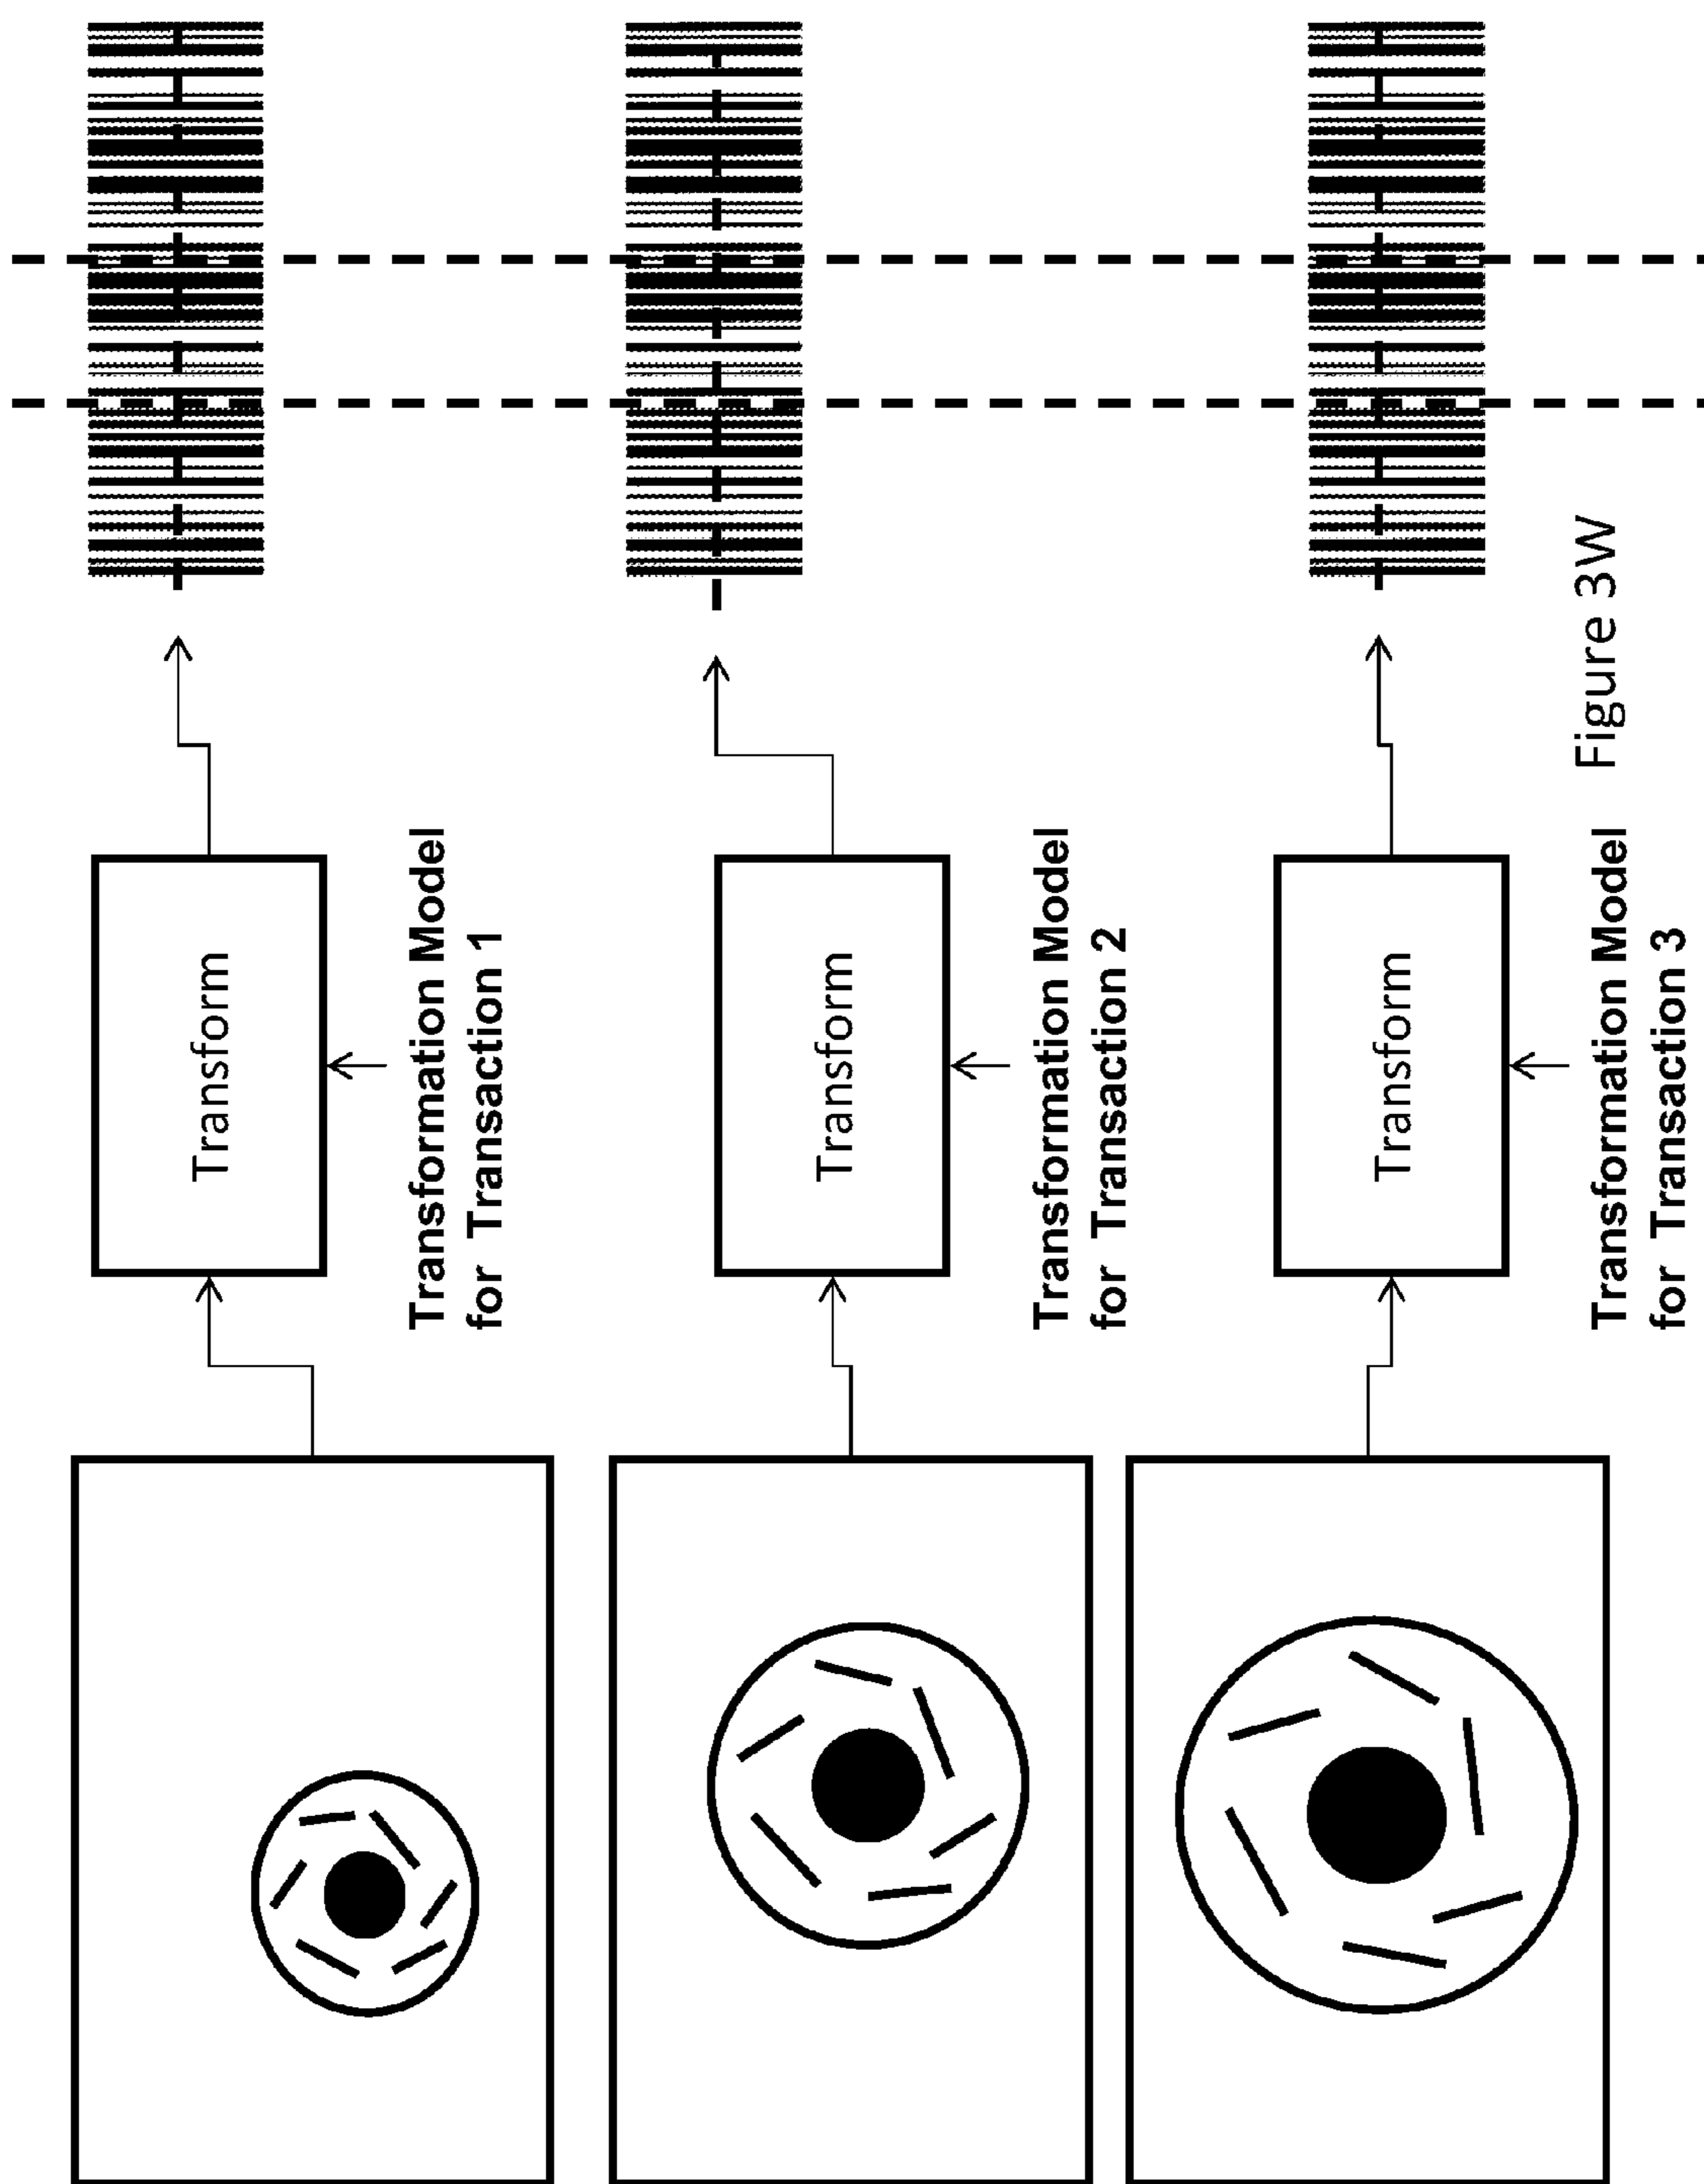 Transform
Transformation Model
for Transaction 1
Transform
Transformation Model
for Transaction 2
Transform
Transformation Model
for Transaction 3
Figure 3W